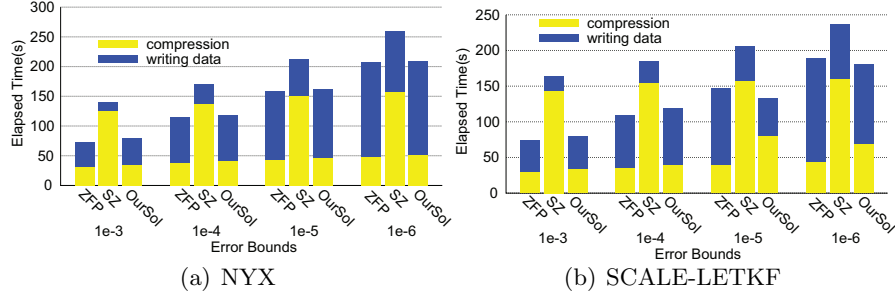 300
250
200
150
100
50
0
Elapsed Time(s)
compression
writing data
ZFP SZ OurSol ZFP SZ OurSol ZFP SZ OurSol ZFP SZ OurSol
1e-3 1e-4 1e-5 1e-6
Error Bounds
(a) NYX
250
200
150
100
50
0
Elapsed Time(s)
compression
writing data
ZFP SZ OurSol ZFP SZ OurSol ZFP SZ OurSol ZFP SZ OurSol
1e-3 1e-4 1e-5 1e-6
Error Bounds
(b) SCALE-LETKF